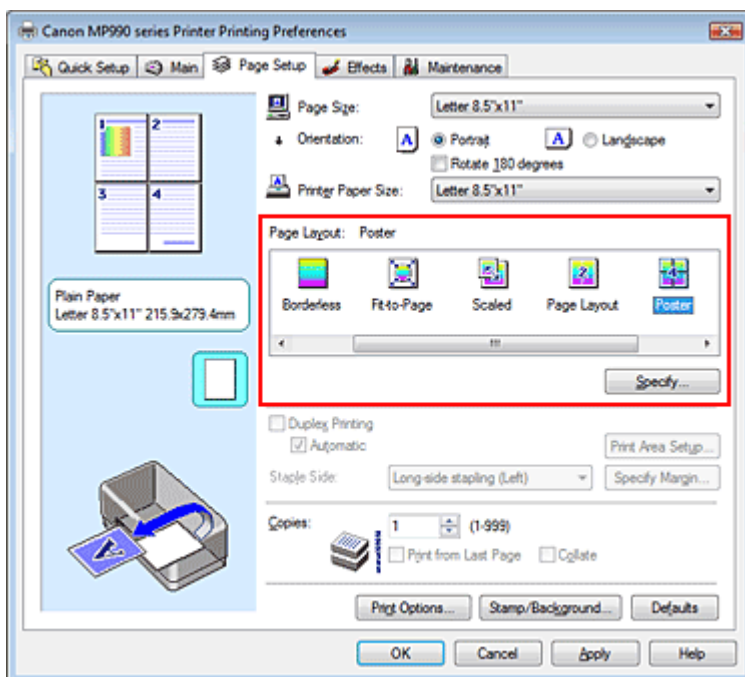 Canon MP990 series Printer Printing Preferences
Quick Setup Main Page Setup Effects Maintenance
1 2
3 4
Plain Paper
Letter 8.5"x11" 215.9x279.4mm
Page Size: Letter 8.5"x11"
Orientation: A Portrait A Landscape
Rotate 180 degrees
Printer Paper Size: Letter 8.5"x11"
Page Layout: Poster
Borderless Fit-to-Page Scaled Page Layout Poster
Specify...
Duplex Printing
Automatic Print Area Setup...
Staple Side: Long-side stapling (Left) Specify Margin...
Copies: 1 (1-999)
Print from Last Page Collate
Print Options... Stamp/Background... Defaults
OK Cancel Apply Help